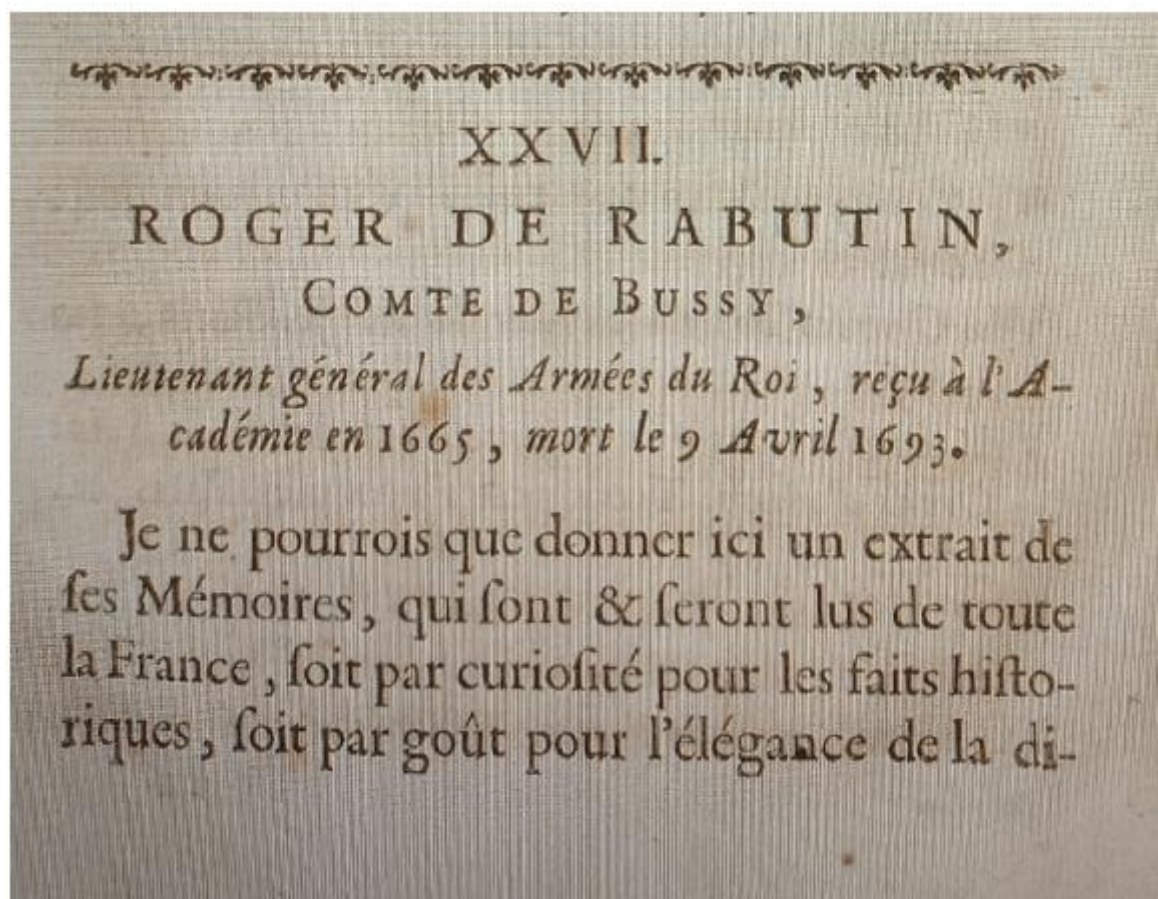 XXVII.
ROGER DE RABUTIN,
COMTE DE BUSSY,
Lieutenant général des Armées du Roi, reçu à l'A-
cadémie en 1665, mort le 9 Avril 1693.
Je ne pourrois que donner ici un extrait de
ſes Mémoires, qui ſont & ſeront lus de toute
la France, ſoit par curioſité pour les faits hiſto-
riques, ſoit par goût pour l'élégance de la di-